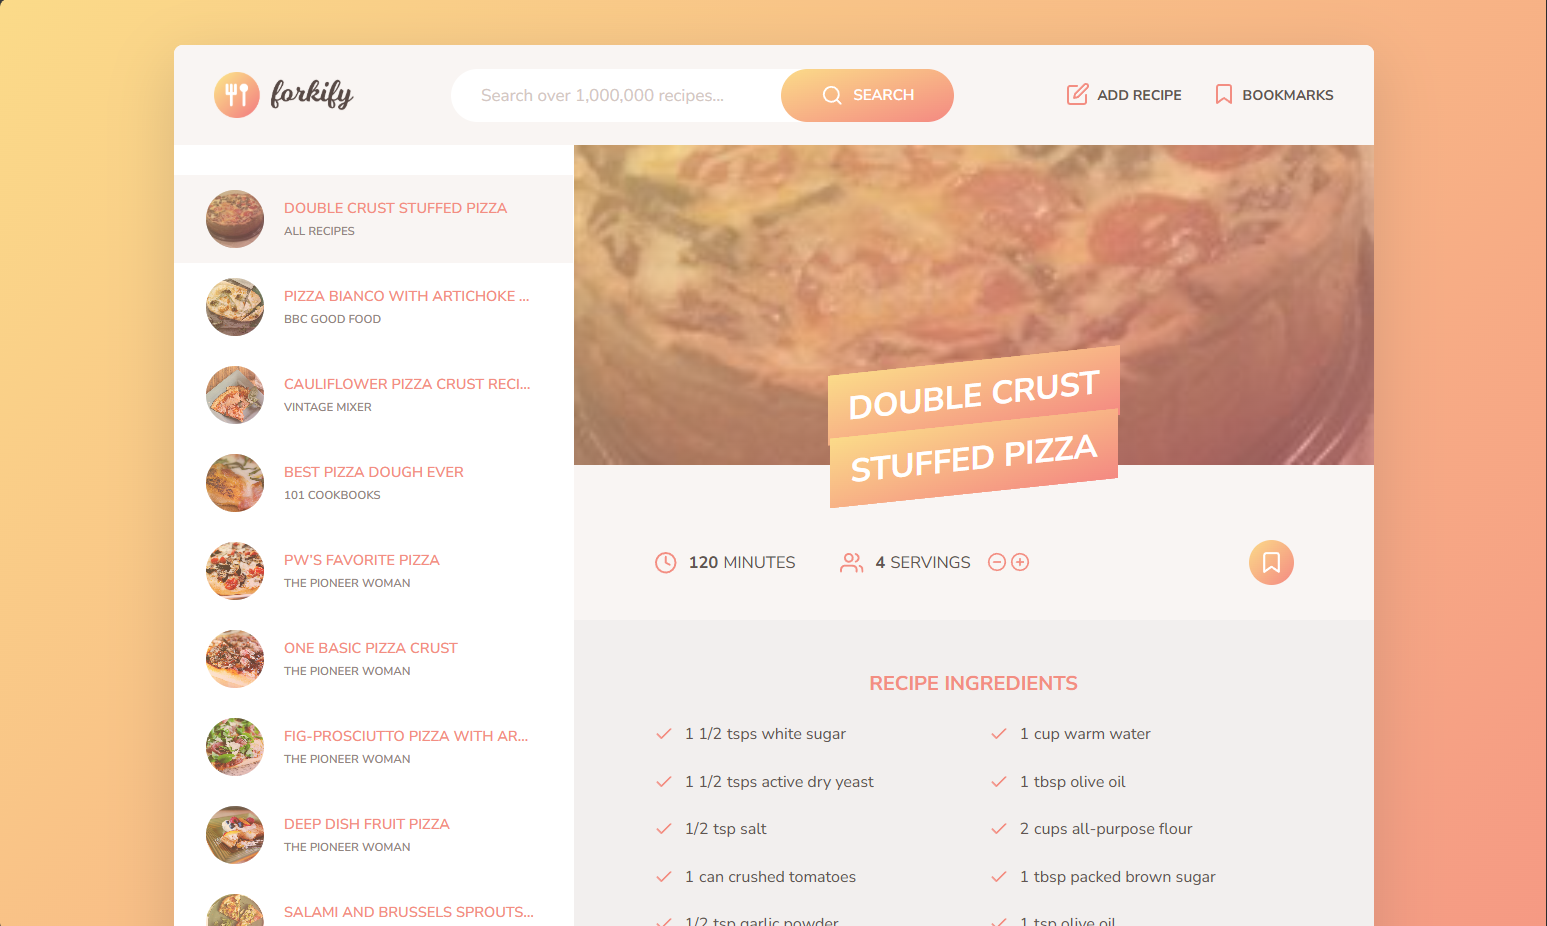 forkify
Search over 1,000,000 recipes...
SEARCH
ADD RECIPE
BOOKMARKS
DOUBLE CRUST STUFFED PIZZA
ALL RECIPES
PIZZA BIANCO WITH ARTICHOKE ...
BBC GOOD FOOD
CAULIFLOWER PIZZA CRUST RECI...
VINTAGE MIXER
BEST PIZZA DOUGH EVER
101 COOKBOOKS
PW'S FAVORITE PIZZA
THE PIONEER WOMAN
ONE BASIC PIZZA CRUST
THE PIONEER WOMAN
FIG-PROSCIUTTO PIZZA WITH AR...
THE PIONEER WOMAN
DEEP DISH FRUIT PIZZA
THE PIONEER WOMAN
SALAMI AND BRUSSELS SPROUTS...
DOUBLE CRUST
STUFFED PIZZA
120 MINUTES
4 SERVINGS
RECIPE INGREDIENTS
1 1/2 tsps white sugar
1 cup warm water
1 1/2 tsps active dry yeast
1 tbsp olive oil
1/2 tsp salt
2 cups all-purpose flour
1 can crushed tomatoes
1 tbsp packed brown sugar
1/2 tsp garlic powder
1 tsp olive oil